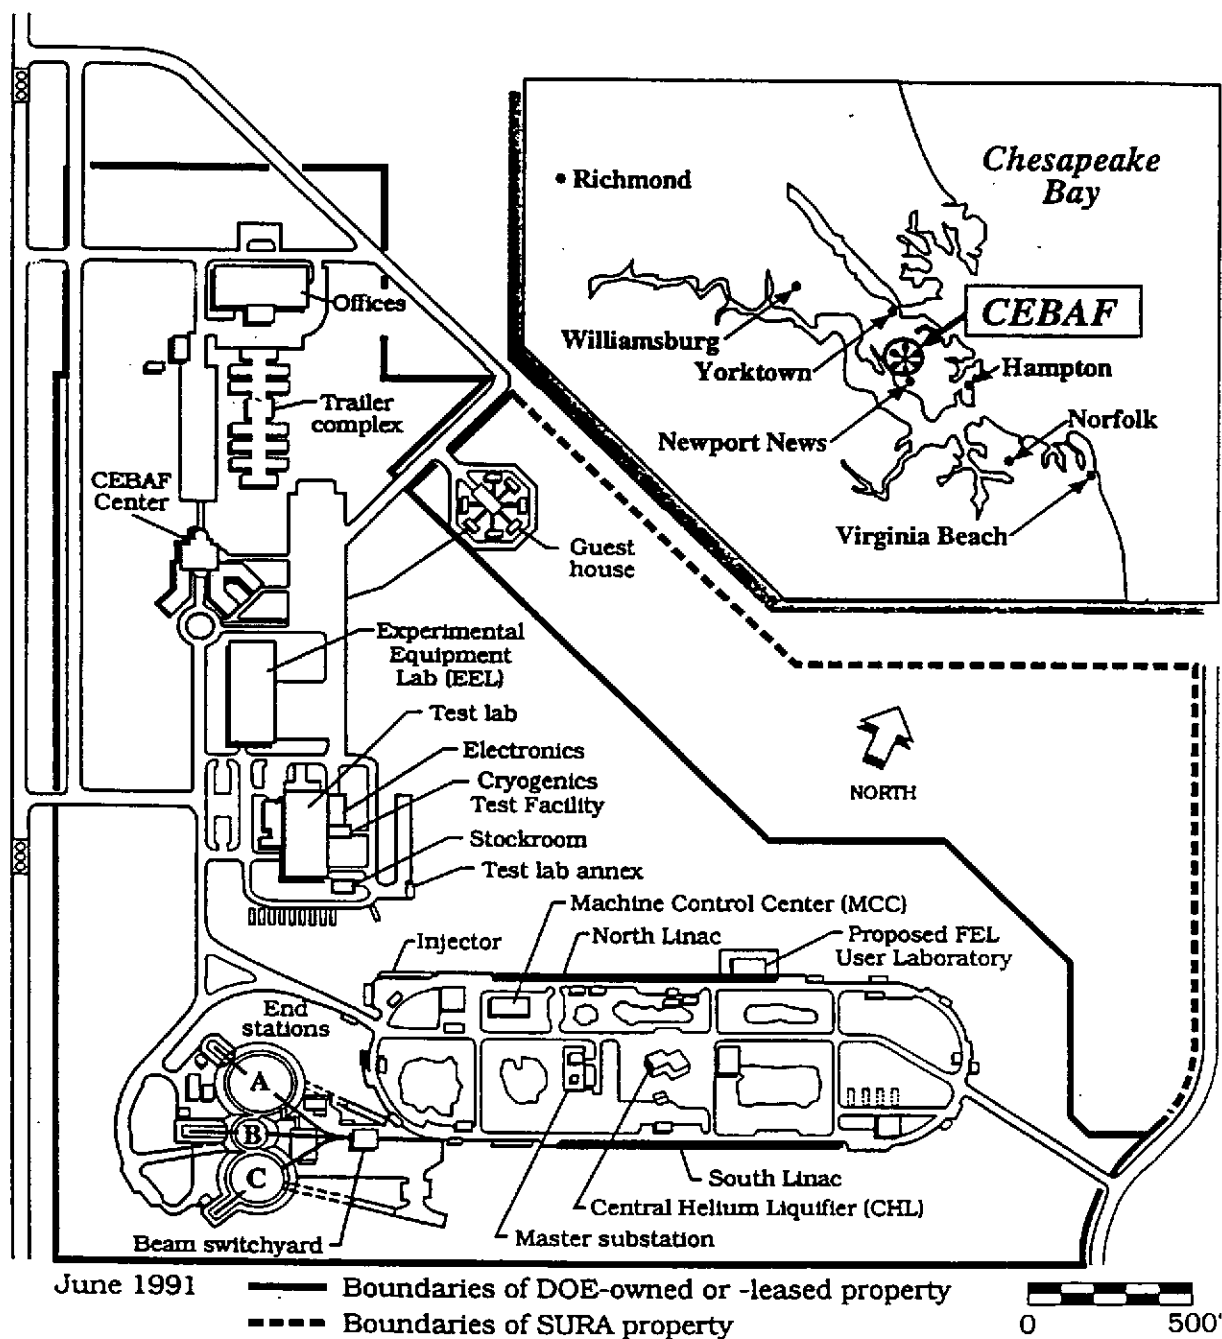 Chesapeake
Bay
Richmond
CEBAF
Williamsburg
Yorktown
Hampton
Newport News
Norfolk
Virginia Beach
Offices
Trailer
complex
CEBAF
Center
Guest
house
Experimental
Equipment
Lab (EEL)
Test lab
Electronics
Cryogenics
Test Facility
NORTH
Stockroom
Test lab annex
Machine Control Center (MCC)
Injector
North Linac
Proposed FEL
User Laboratory
End
stations
A
B
C
South Linac
Central Helium Liquifier (CHL)
Master substation
Beam switchyard
June 1991
Boundaries of DOE-owned or -leased property
Boundaries of SURA property
0 500'